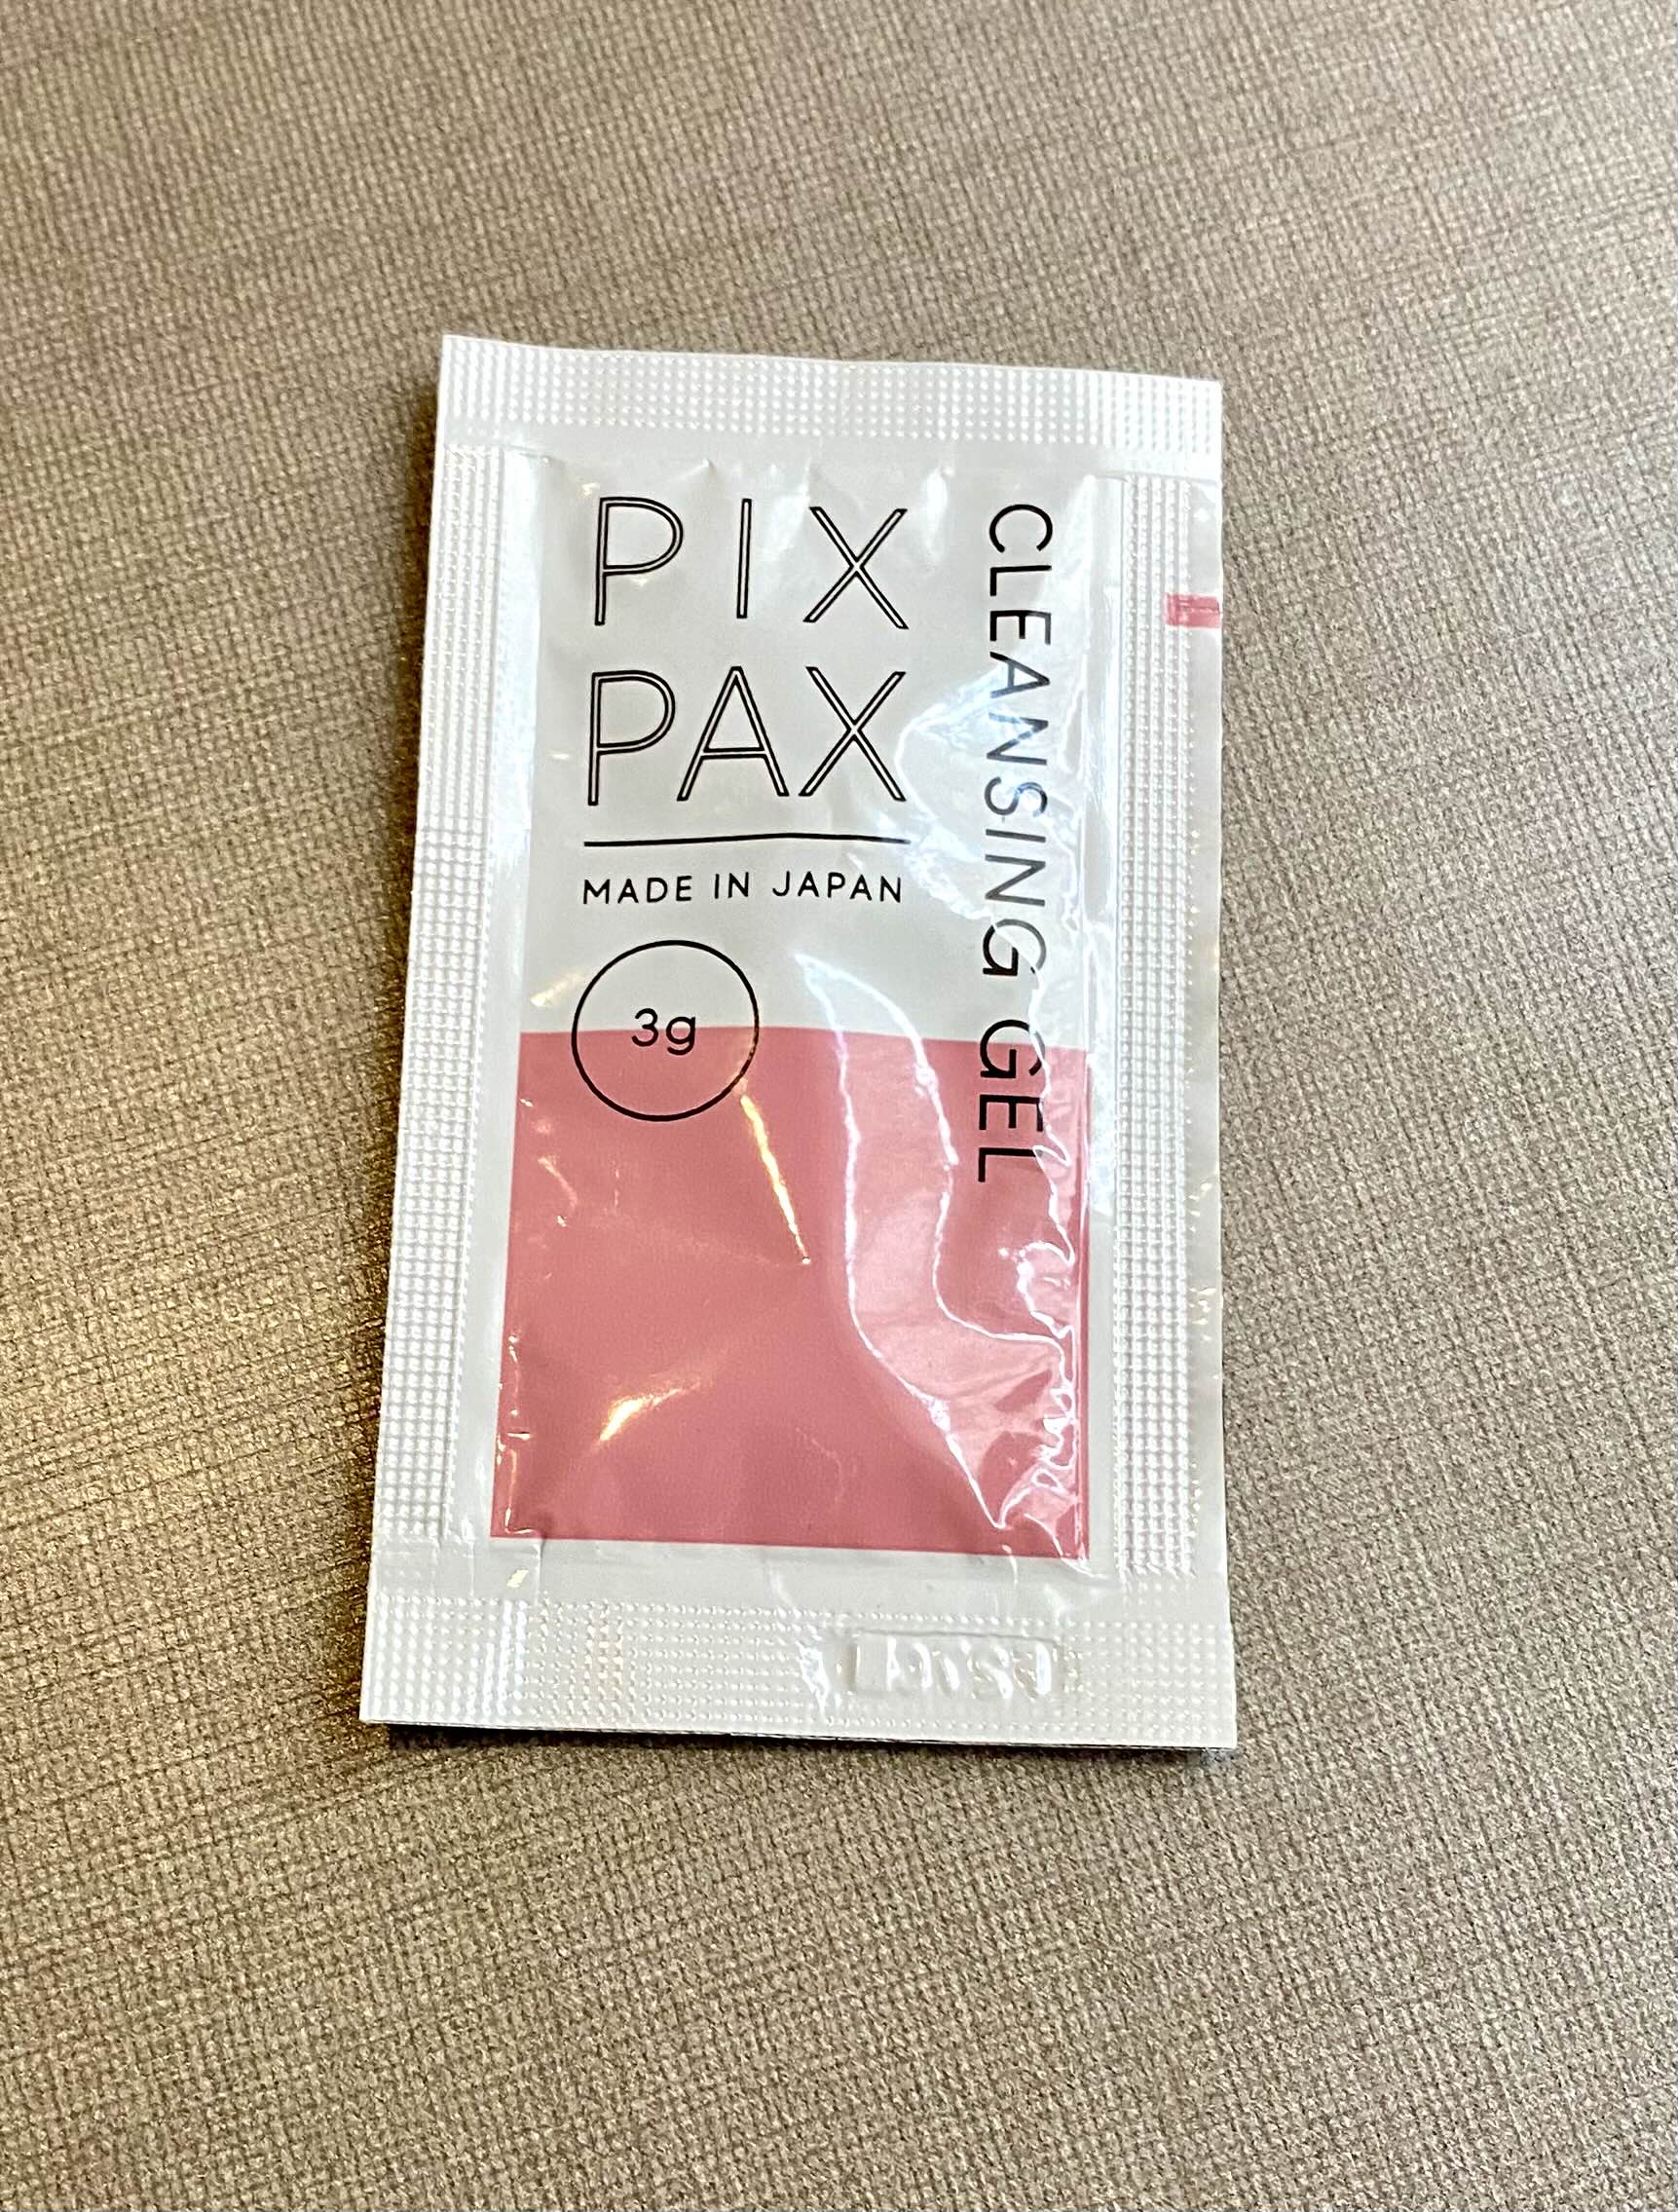 PIX
PAX
MADE IN JAPAN
3g
CLEANSING GEL